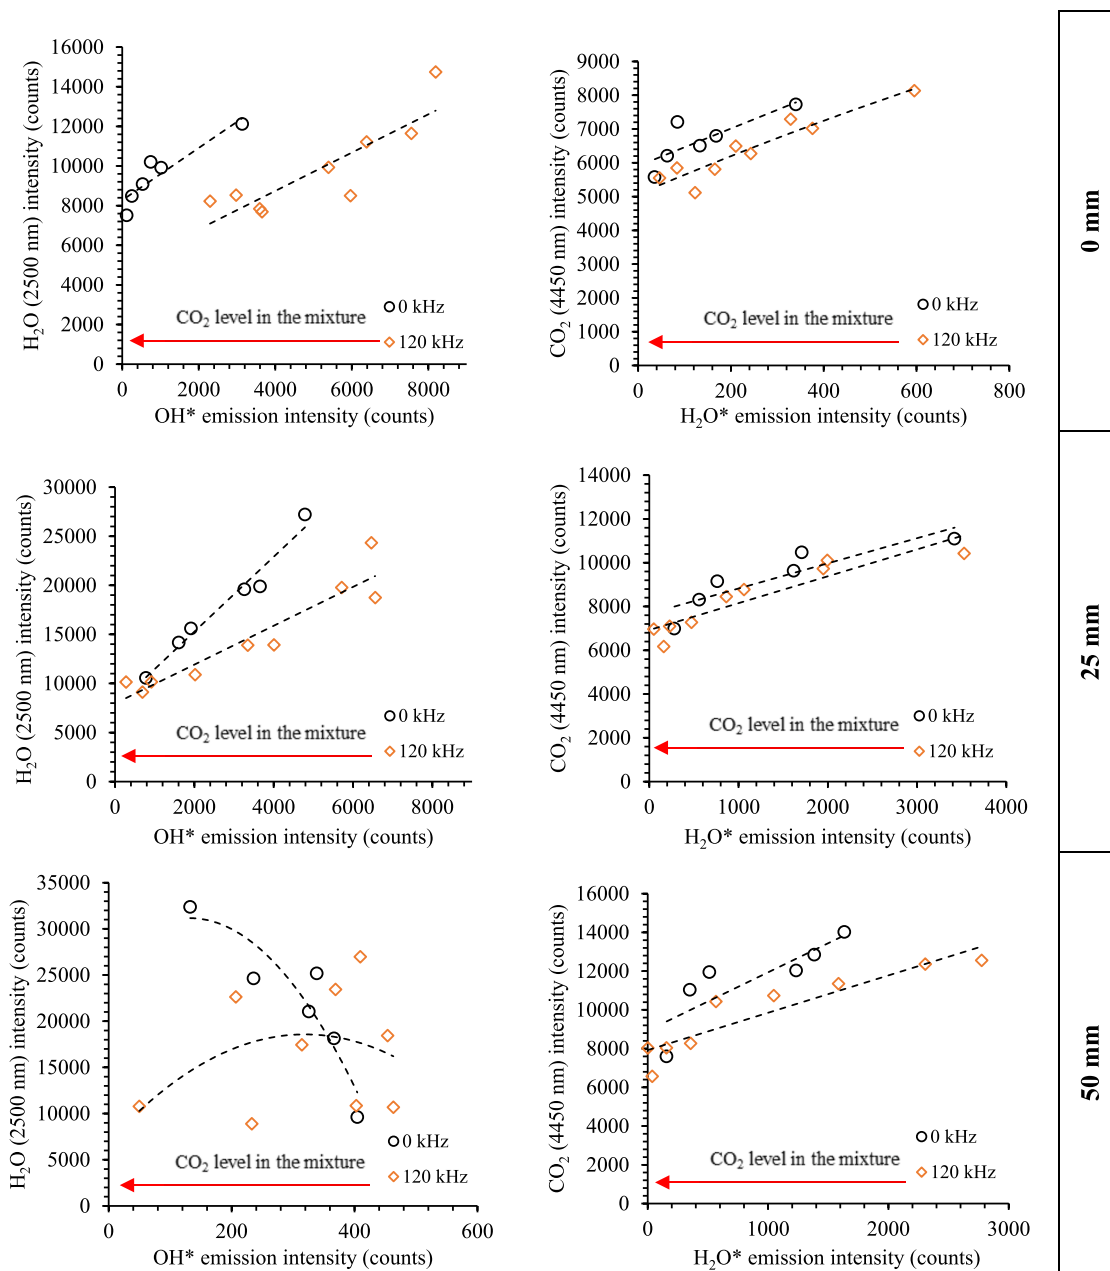 16000
14000
12000
10000
8000
6000
4000
2000
0
H₂O (2500 nm) intensity (counts)
CO₂ level in the mixture
0 kHz
120 kHz
0 2000 4000 6000 8000
OH* emission intensity (counts)
9000
8000
7000
6000
5000
4000
3000
2000
1000
0
CO₂ (4450 nm) intensity (counts)
CO₂ level in the mixture
0 kHz
120 kHz
0 200 400 600 800
H₂O* emission intensity (counts)
0 mm
30000
25000
20000
15000
10000
5000
0
H₂O (2500 nm) intensity (counts)
CO₂ level in the mixture
0 kHz
120 kHz
0 2000 4000 6000 8000
OH* emission intensity (counts)
14000
12000
10000
8000
6000
4000
2000
0
CO₂ (4450 nm) intensity (counts)
CO₂ level in the mixture
0 kHz
120 kHz
0 1000 2000 3000 4000
H₂O* emission intensity (counts)
25 mm
35000
30000
25000
20000
15000
10000
5000
0
H₂O (2500 nm) intensity (counts)
CO₂ level in the mixture
0 kHz
120 kHz
0 200 400 600
OH* emission intensity (counts)
16000
14000
12000
10000
8000
6000
4000
2000
0
CO₂ (4450 nm) intensity (counts)
CO₂ level in the mixture
0 kHz
120 kHz
0 1000 2000 3000
H₂O* emission intensity (counts)
50 mm